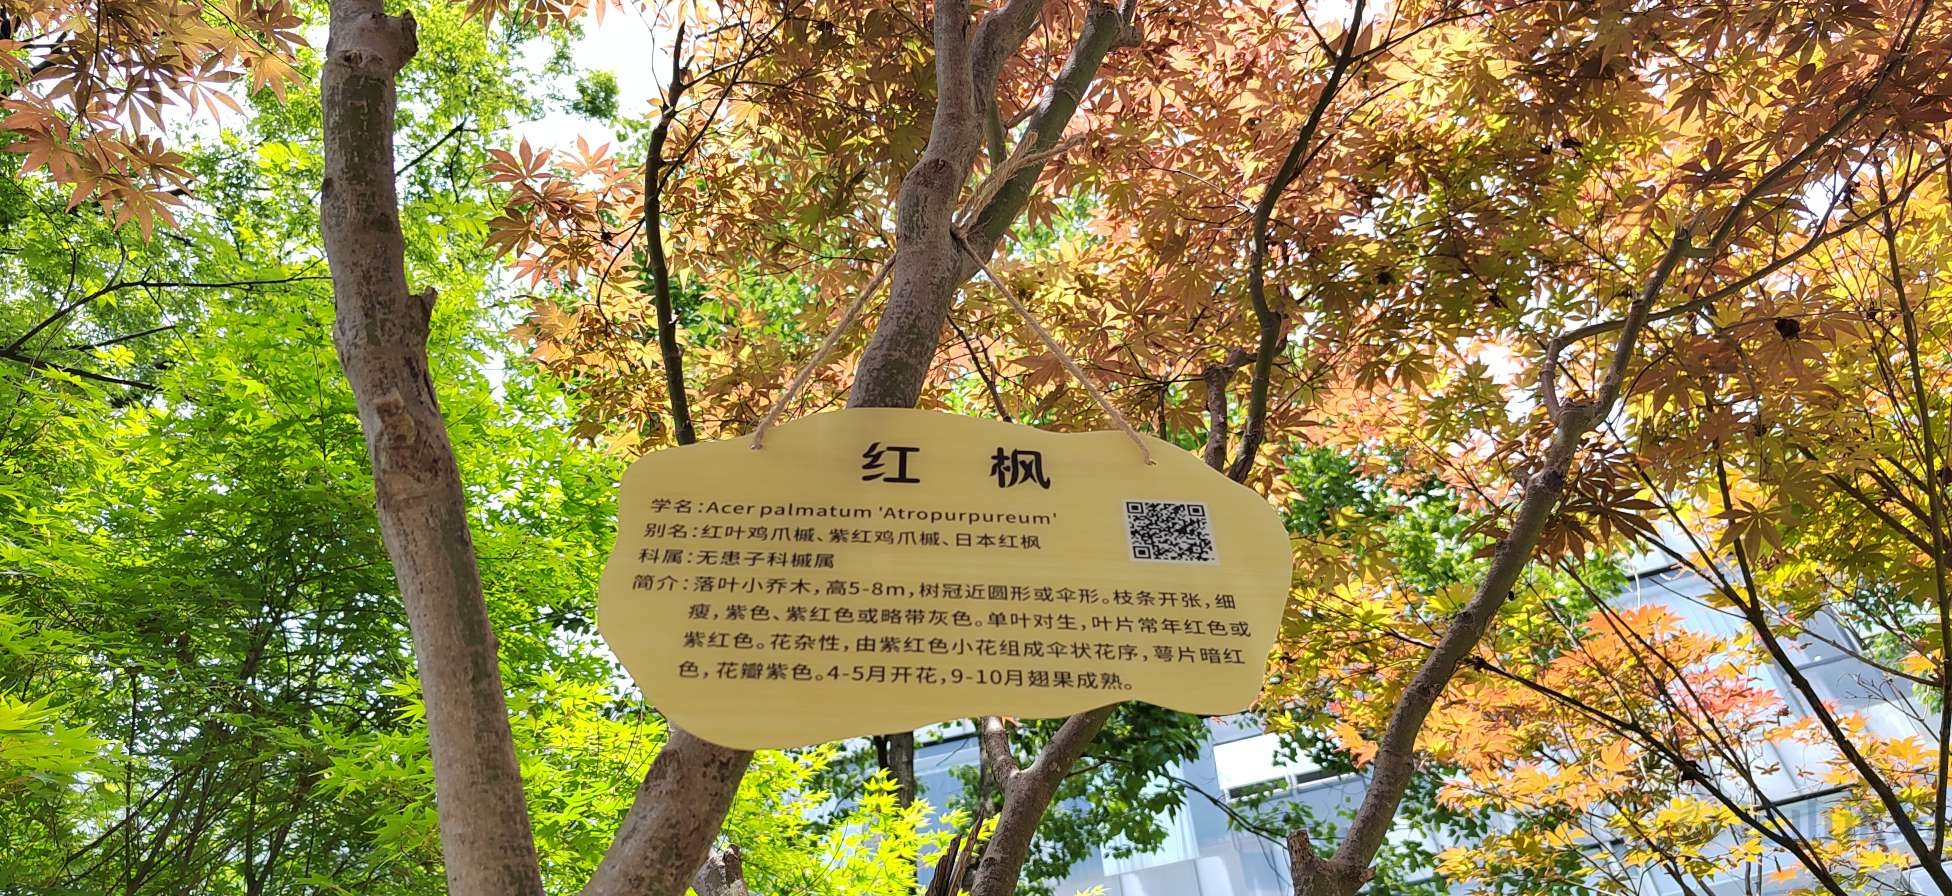 红 枫
学名：Acer palmatum 'Atropurpureum'
别名：红叶鸡爪槭、紫红鸡爪槭、日本红枫
科属：无患子科槭属
简介：落叶小乔木，高5-8m，树冠近圆形或伞形。枝条开张，细
瘦，紫色、紫红色或略带灰色。单叶对生，叶片常年红色或
紫红色。花杂性，由紫红色小花组成伞状花序，萼片暗红
色，花瓣紫色。4-5月开花，9-10月翅果成熟。